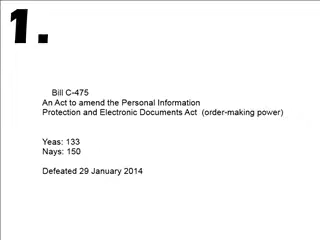 1.
Bill C-475
An Act to amend the Personal Information
Protection and Electronic Documents Act (order-making power)
Yeas: 133
Nays: 150
Defeated 29 January 2014